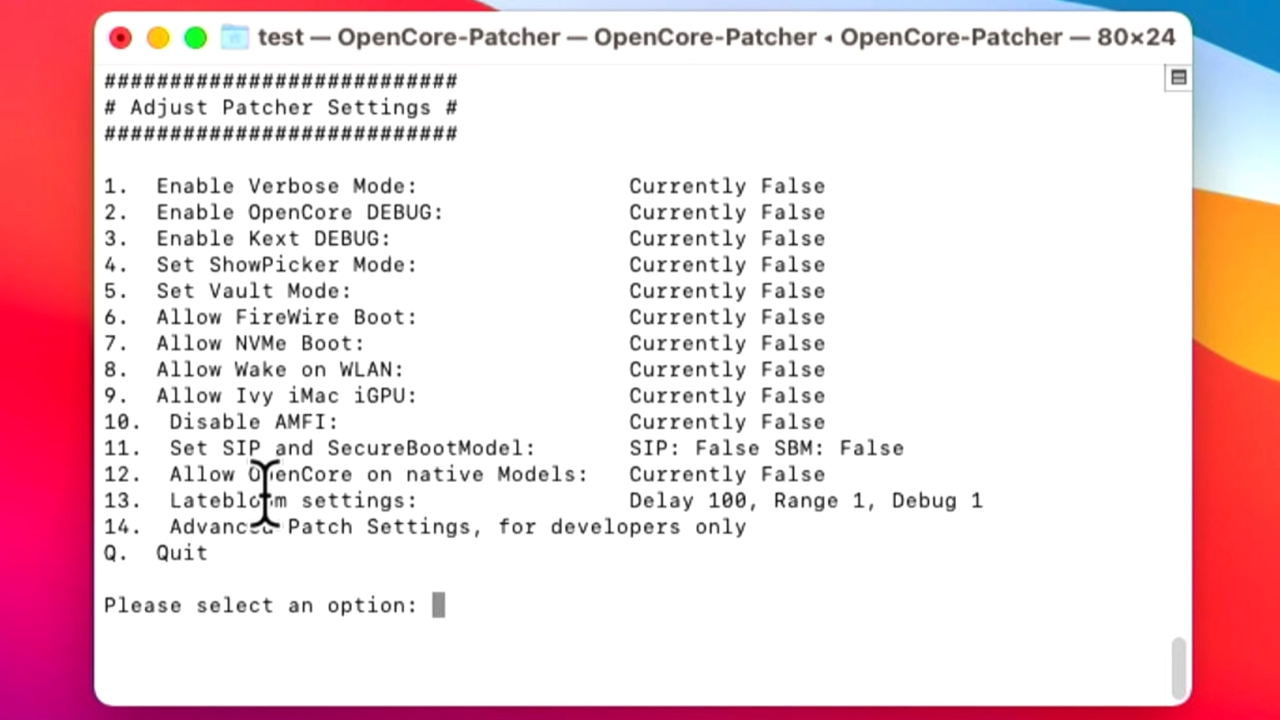 test — OpenCore-Patcher — OpenCore-Patcher ◂ OpenCore-Patcher — 80×24
###########################
# Adjust Patcher Settings #
###########################
1. Enable Verbose Mode: Currently False
2. Enable OpenCore DEBUG: Currently False
3. Enable Kext DEBUG: Currently False
4. Set ShowPicker Mode: Currently False
5. Set Vault Mode: Currently False
6. Allow FireWire Boot: Currently False
7. Allow NVMe Boot: Currently False
8. Allow Wake on WLAN: Currently False
9. Allow Ivy iMac iGPU: Currently False
10. Disable AMFI: Currently False
11. Set SIP and SecureBootModel: SIP: False SBM: False
12. Allow OpenCore on native Models: Currently False
13. Latebloom settings: Delay 100, Range 1, Debug 1
14. Advanced Patch Settings, for developers only
Q. Quit
Please select an option: